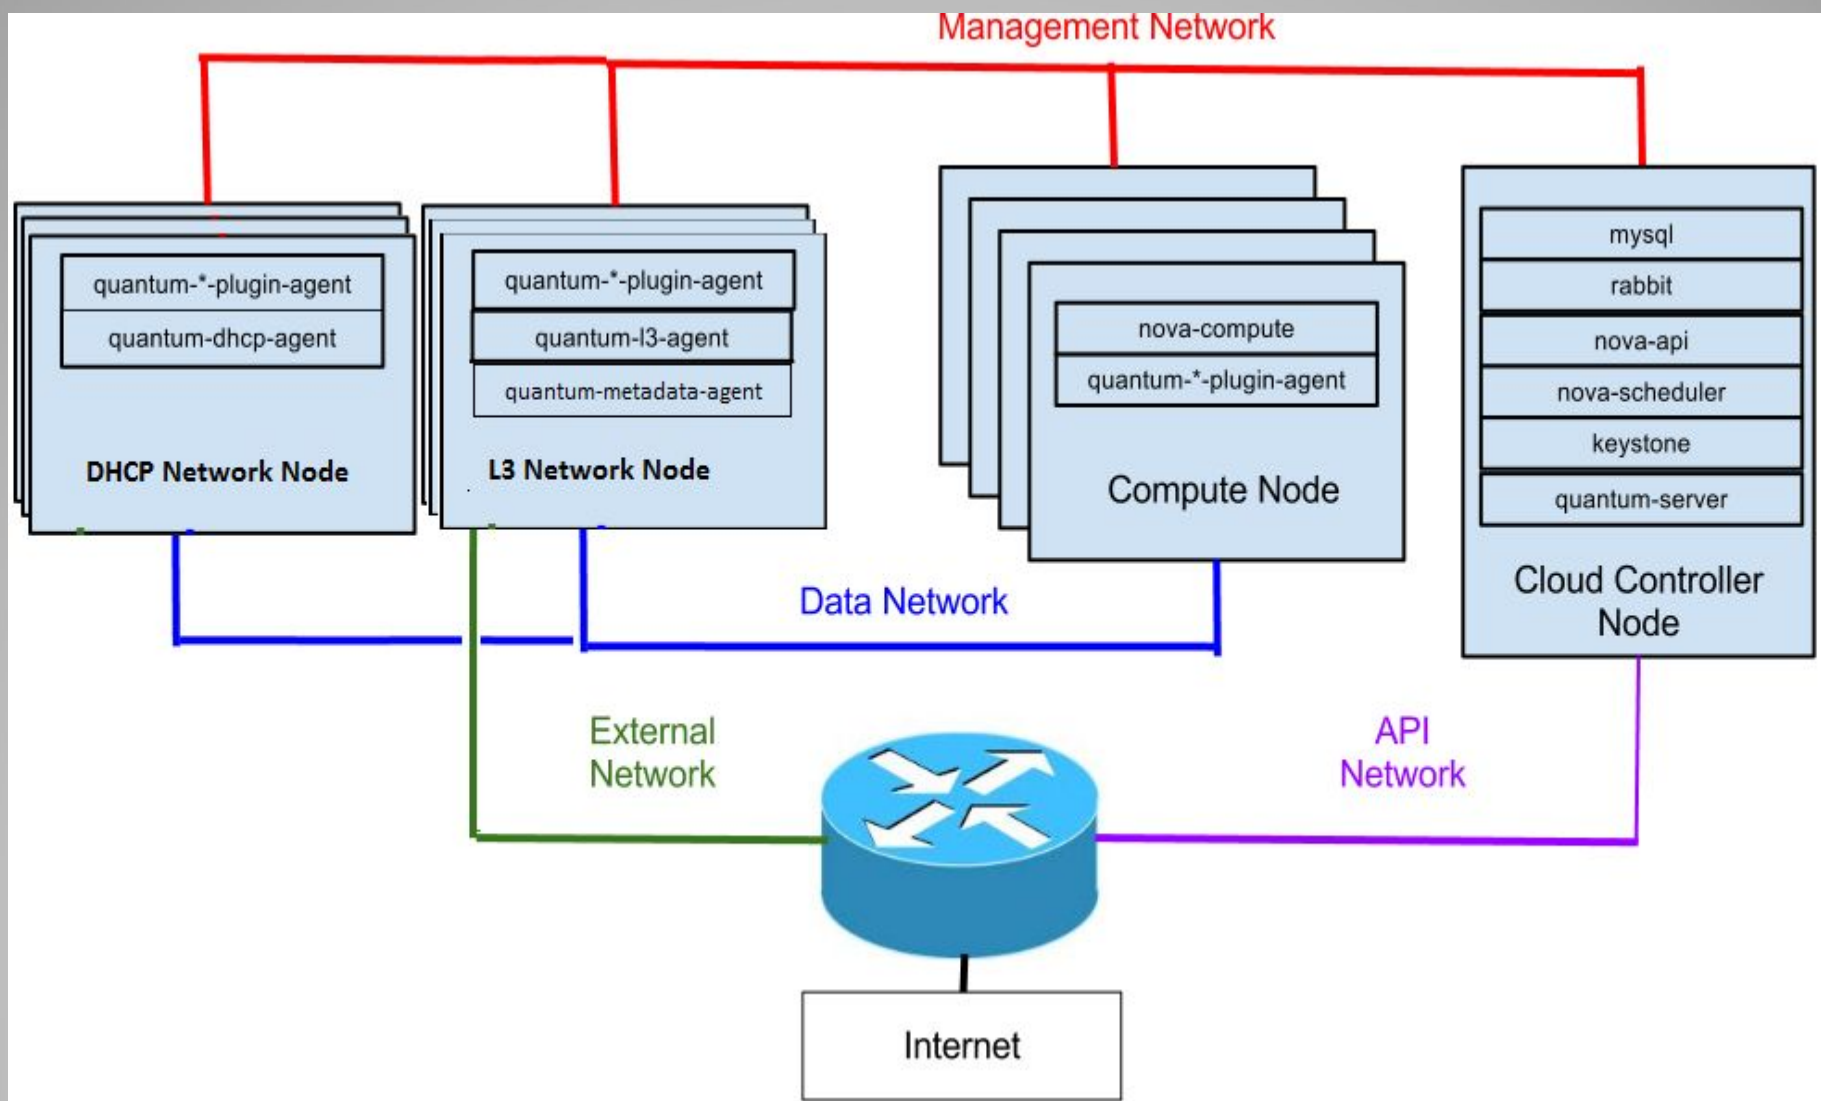 Management Network
quantum-*-plugin-agent
quantum-dhcp-agent
DHCP Network Node
quantum-*-plugin-agent
quantum-l3-agent
quantum-metadata-agent
L3 Network Node
nova-compute
quantum-*-plugin-agent
Compute Node
mysql
rabbit
nova-api
nova-scheduler
keystone
quantum-server
Cloud Controller
Node
Data Network
External
Network
API
Network
Internet